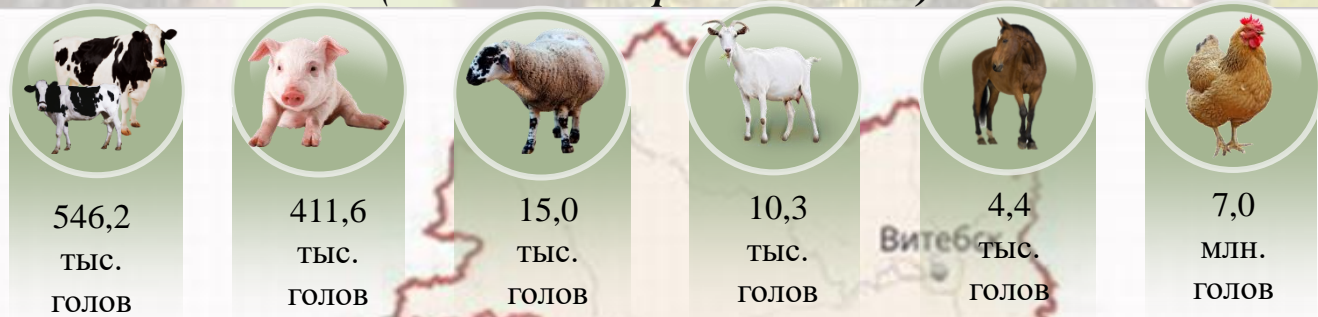 546,2
тыс.
голов
411,6
тыс.
голов
15,0
тыс.
голов
10,3
тыс.
голов
4,4
тыс.
голов
7,0
млн.
голов
Витебск